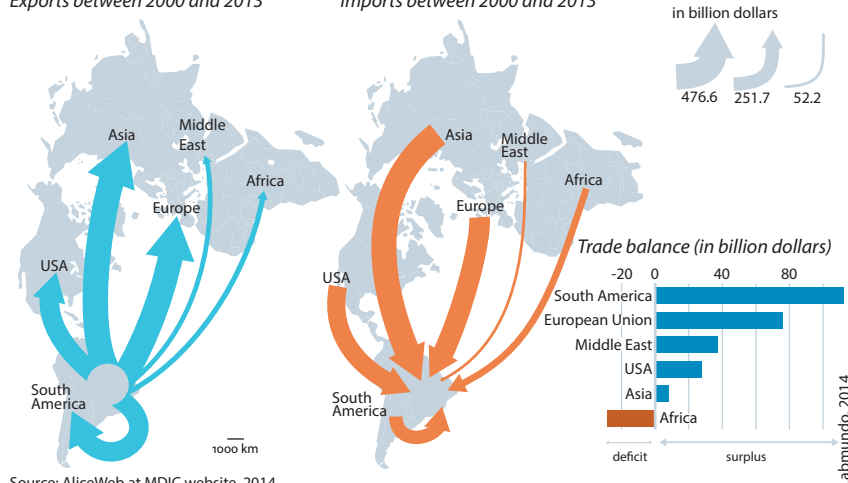 Exports between 2000 and 2013
Imports between 2000 and 2013
in billion dollars
476.6
251.7
52.2
Asia
Middle
East
Africa
Europe
USA
South
America
1000 km
Asia
Middle
East
Africa
Europe
USA
South
America
Trade balance (in billion dollars)
-20 0 40 80
South America
European Union
Middle East
USA
Asia
Africa
deficit
surplus
abmundo, 2014
Source: AliceWeb at MDIC website, 2014